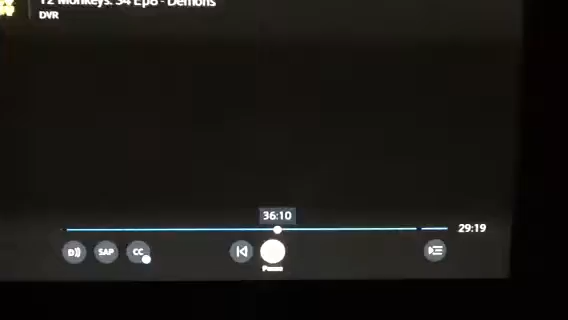 12 Monkeys: S4 Ep8 - Demons
DVR
36:10
29:19
D))
SAP
CC
Pause